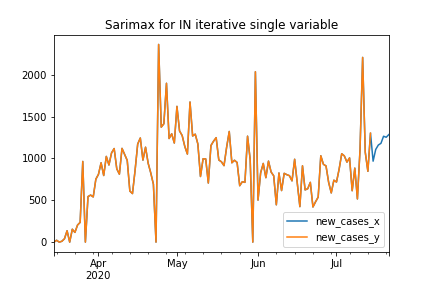 Sarimax for IN iterative single variable
2000
1500
1000
500
0
Apr
2020
May
Jun
Jul
new_cases_x
new_cases_y